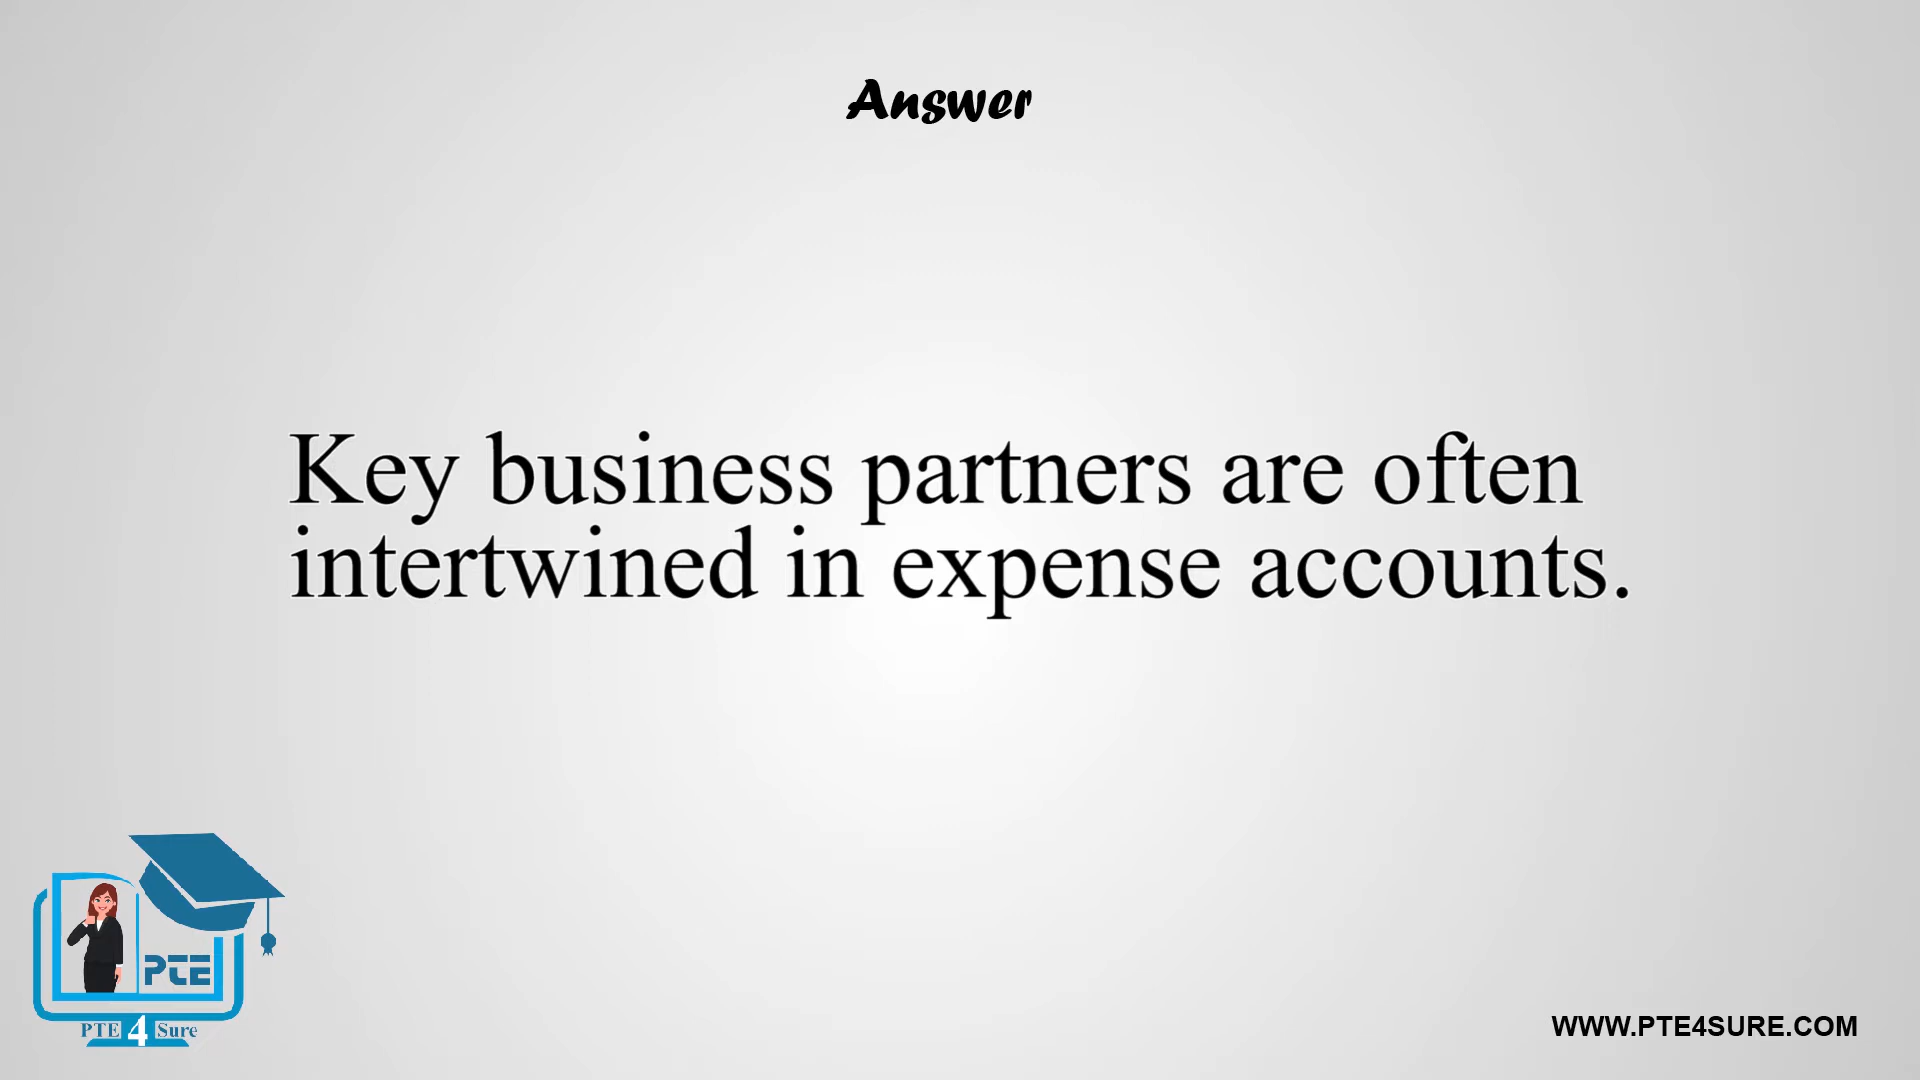 Answer
Key business partners are often
intertwined in expense accounts.
PTE
PTE 4 Sure
WWW.PTE4SURE.COM